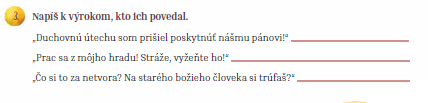 3 Napíš k výrokom, kto ich povedal.
„Duchovnú útechu som prišiel poskytnúť nášmu pánovi!“
„Prac sa z môjho hradu! Stráže, vyžeňte ho!“
„Čo si to za netvora? Na starého božieho človeka si trúfaš?“